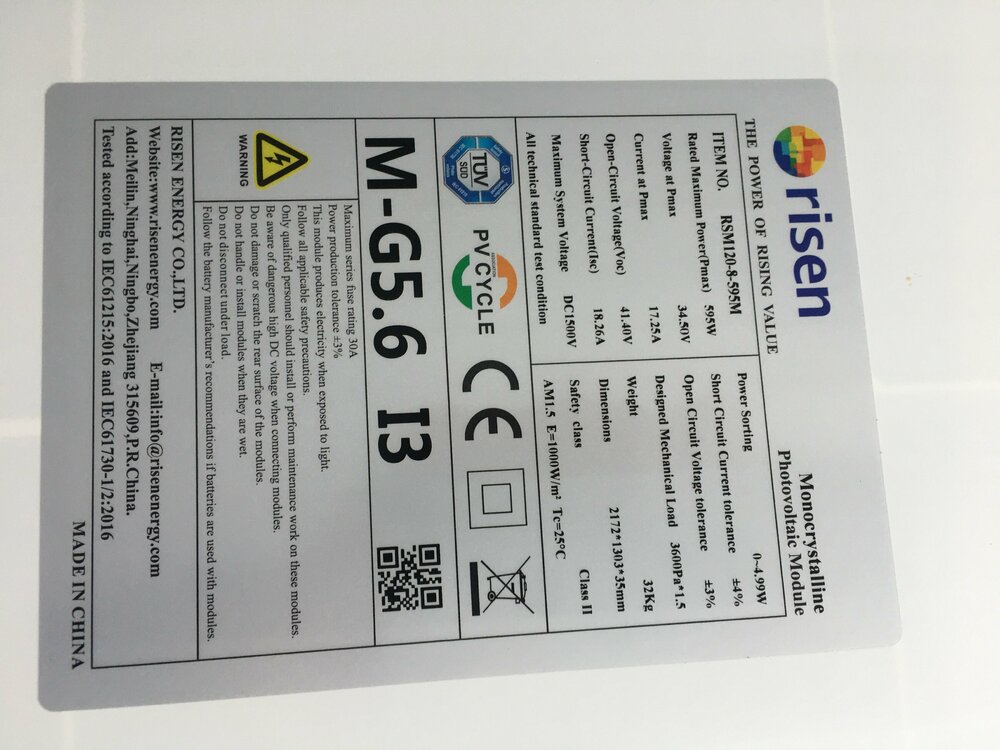 risen
THE POWER OF RISING VALUE
Monocrystalline
Photovoltaic Module
ITEM NO. RSM120-8-595M
Rated Maximum Power(Pmax) 595W
Voltage at Pmax 34.50V
Current at Pmax 17.25A
Open-Circuit Voltage(Voc) 41.40V
Short-Circuit Current(Isc) 18.26A
Maximum System Voltage DC1500V
All technical standard test condition
Power Sorting 0~4.99W
Short Circuit Current tolerance ±4%
Open Circuit Voltage tolerance ±3%
Designed Mechanical Load 3600Pa*1.5
Weight 32Kg
Dimensions 2172*1303*35mm
Safety class Class II
AM1.5 E=1000W/m² Tc=25°C
TÜV
SÜD
PV CYCLE
ASSOCIATION
CE
M-G5.6 I3
WARNING
Maximum series fuse rating 30A
Power production tolerance ±3%
This module produces electricity when exposed to light.
Follow all applicable safety precautions.
Only qualified personnel should install or perform maintenance work on these modules.
Be aware of dangerous high DC voltage when connecting modules.
Do not damage or scratch the rear surface of the modules.
Do not handle or install modules when they are wet.
Do not disconnect under load.
Follow the battery manufacturer's recommendations if batteries are used with modules.
RISEN ENERGY CO.,LTD.
Website:www.risenenergy.com E-mail:info@risenenergy.com
Add:Meilin,Ninghai,Ningbo,Zhejiang 315609,P.R.China.
Tested according to IEC61215:2016 and IEC61730-1/2:2016
MADE IN CHINA